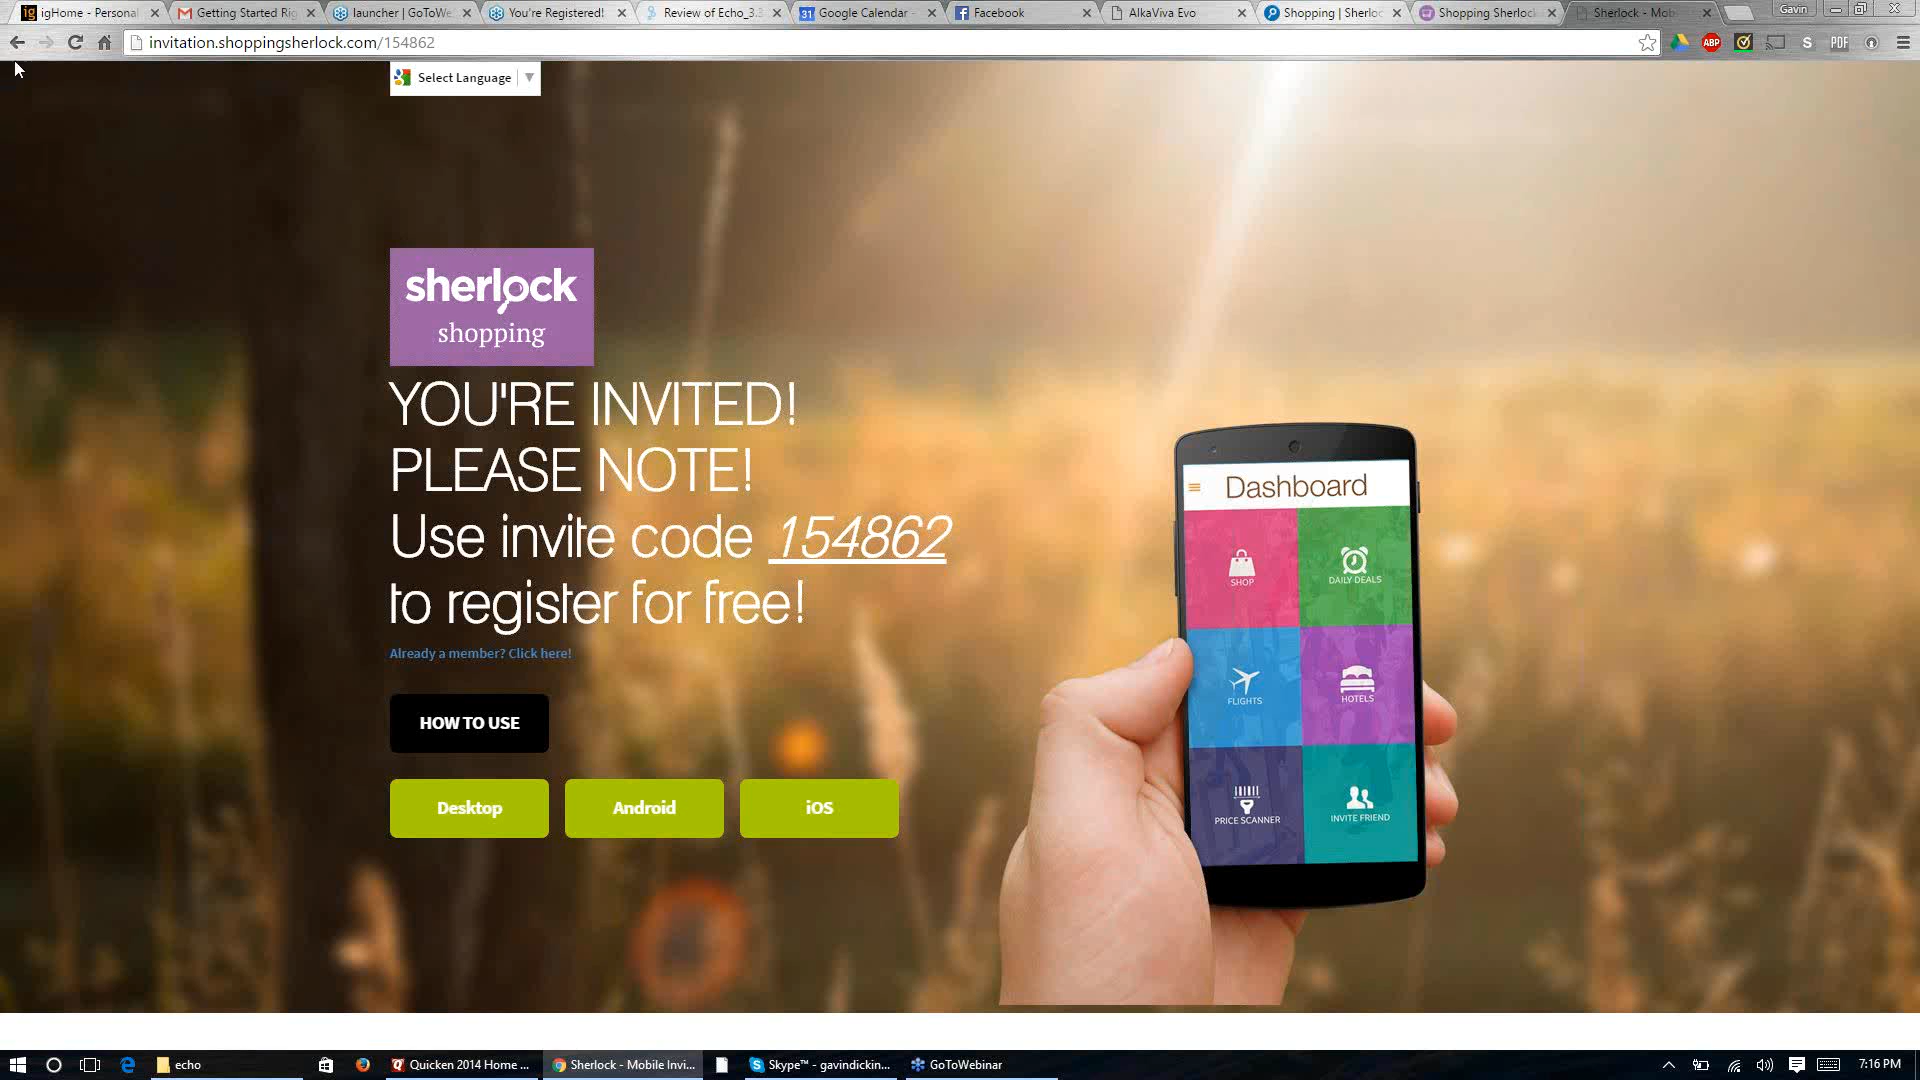 igHome - Personal
Getting Started Rig
launcher | GoToWe
You're Registered!
Review of Echo_3.3
Google Calendar
Facebook
AlkaViva Evo
Shopping | Sherloc
Shopping Sherlock
Sherlock - Mob
Gavin
invitation.shoppingsherlock.com/154862
ABP
S
PDF
Select Language
sherlock
shopping
YOU'RE INVITED!
PLEASE NOTE!
Use invite code 154862
to register for free!
Already a member? Click here!
HOW TO USE
Desktop
Android
iOS
Dashboard
SHOP
DAILY DEALS
FLIGHTS
HOTELS
PRICE SCANNER
INVITE FRIEND
echo
Quicken 2014 Home ...
Sherlock - Mobile Invi...
Skype™ - gavindickin...
GoToWebinar
7:16 PM